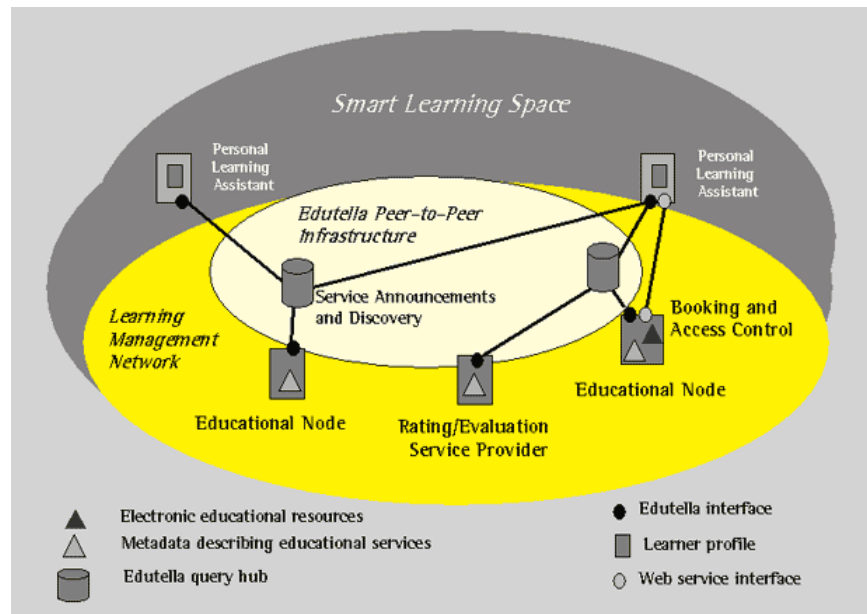 Smart Learning Space
Personal
Learning
Assistant
Personal
Learning
Assistant
Edutella Peer-to-Peer
Infrastructure
Service Announcements
and Discovery
Learning
Management
Network
Booking and
Access Control
Educational Node
Rating/Evaluation
Service Provider
Educational Node
Electronic educational resources
Metadata describing educational services
Edutella query hub
Edutella interface
Learner profile
Web service interface